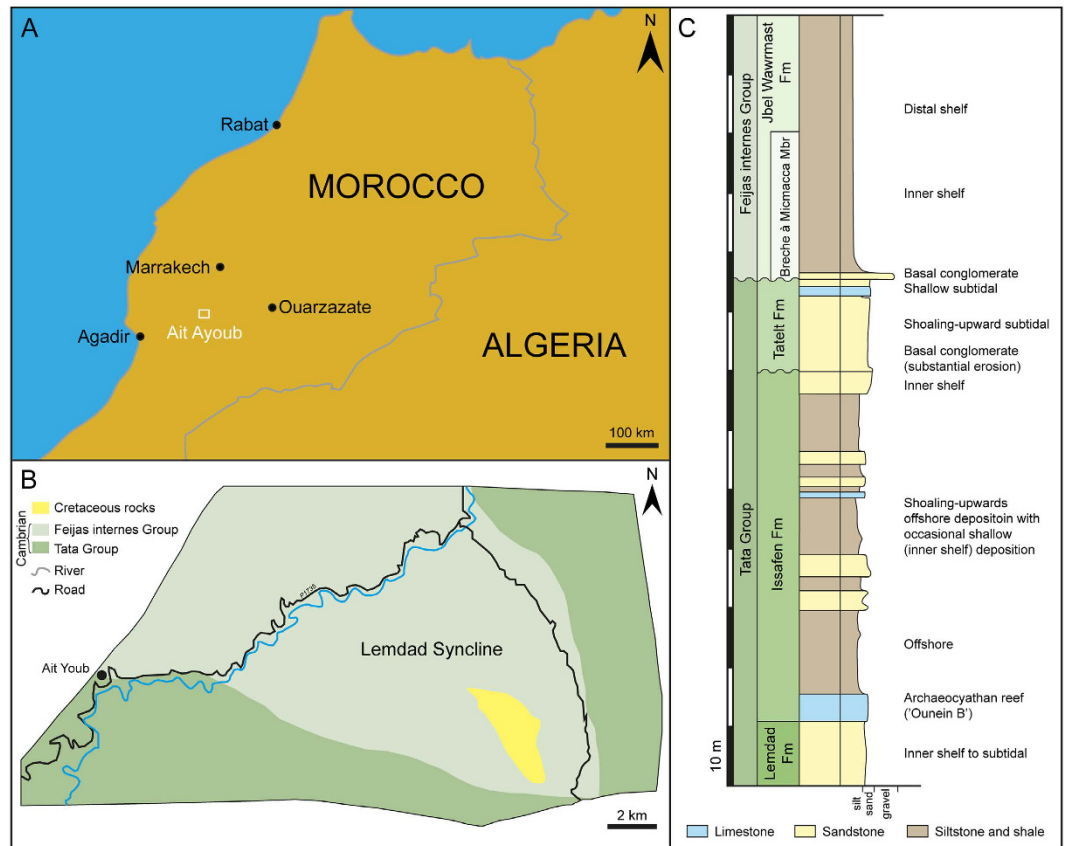 A
N
Rabat
MOROCCO
Marrakech
Ouarzazate
Ait Ayoub
Agadir
ALGERIA
100 km
B
N
Cretaceous rocks
Cambrian
Feijas internes Group
Tata Group
River
Road
P1735
Ait Youb
Lemdad Syncline
2 km
C
Feijas internes Group
Jbel Wawrmast
Fm
Breche à Micmacca Mbr
Tata Group
Tatelt Fm
Issafen Fm
Lemdad
Fm
Distal shelf
Inner shelf
Basal conglomerate
Shallow subtidal
Shoaling-upward subtidal
Basal conglomerate
(substantial erosion)
Inner shelf
Shoaling-upwards
offshore depositoin with
occasional shallow
(inner shelf) deposition
Offshore
Archaeocyathan reef
('Ounein B')
Inner shelf to subtidal
10 m
silt
sand
gravel
Limestone
Sandstone
Siltstone and shale